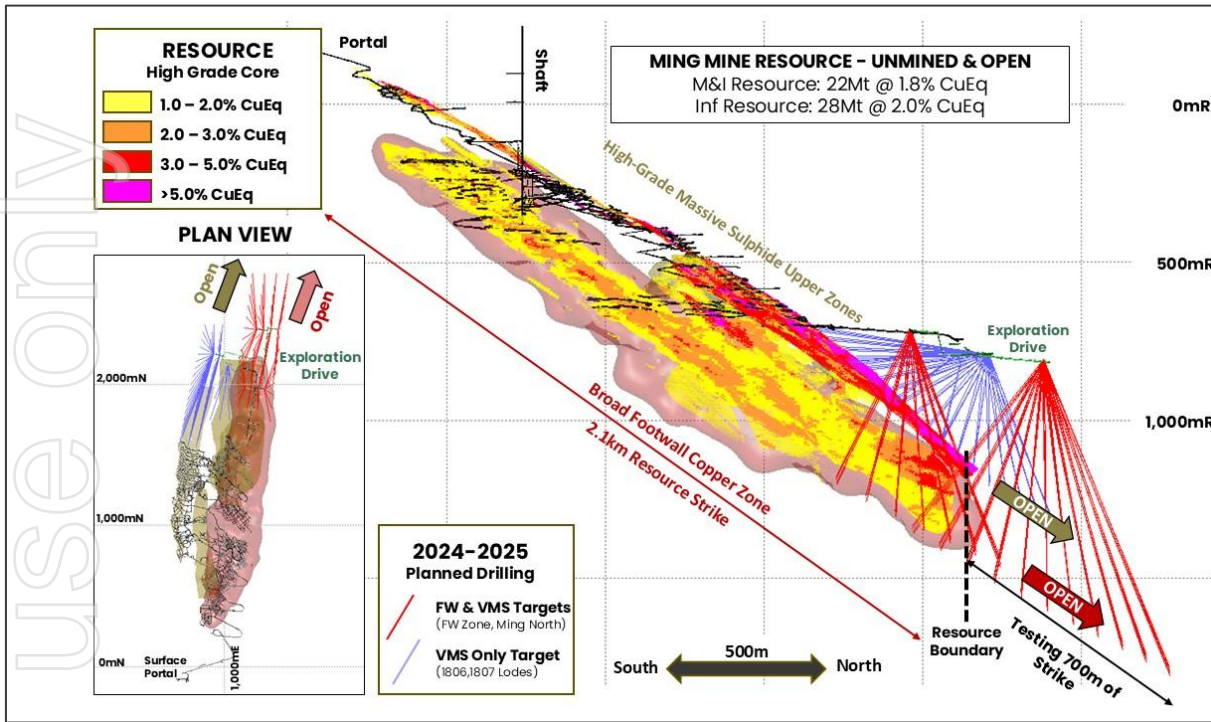 use only
RESOURCE
High Grade Core
1.0 – 2.0% CuEq
2.0 – 3.0% CuEq
3.0 – 5.0% CuEq
>5.0% CuEq
Portal
Shaft
MING MINE RESOURCE - UNMINED & OPEN
M&I Resource: 22Mt @ 1.8% CuEq
Inf Resource: 28Mt @ 2.0% CuEq
0mR
500mR
1,000mR
High-Grade Massive Sulphide Upper Zones
Exploration
Drive
Broad Footwall Copper Zone
2.1km Resource Strike
OPEN
OPEN
Resource
Boundary
Testing 700m of
Strike
500m
South
North
PLAN VIEW
Open
Open
Exploration
Drive
2,000mN
1,000mN
0mN
Surface
Portal
1,000mE
2024-2025
Planned Drilling
FW & VMS Targets
(FW Zone, Ming North)
VMS Only Target
(1806,1807 Lodes)